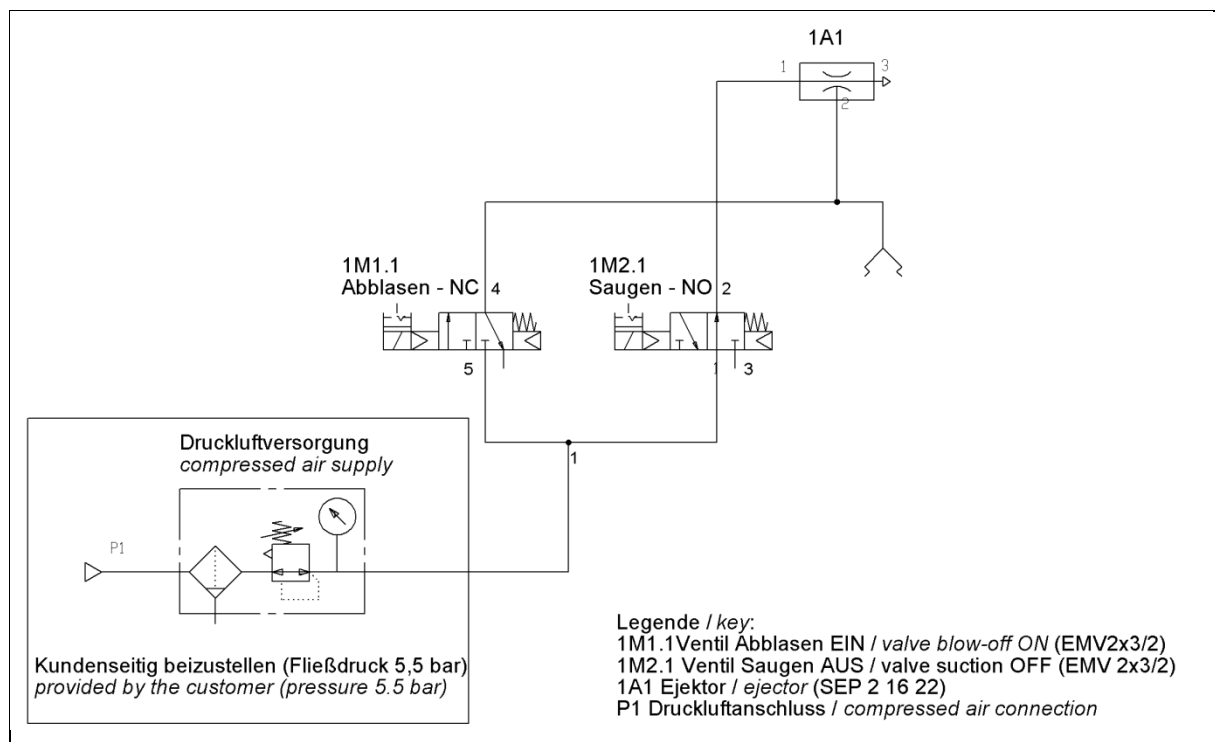 1A1
1
3
2
1M1.1
Abblasen - NC 4
1M2.1
Saugen - NO 2
5
1
3
1
Druckluftversorgung
compressed air supply
P1
Kundenseitig beizustellen (Fließdruck 5,5 bar)
provided by the customer (pressure 5.5 bar)
Legende / key:
1M1.1Ventil Abblasen EIN / valve blow-off ON (EMV2x3/2)
1M2.1 Ventil Saugen AUS / valve suction OFF (EMV 2x3/2)
1A1 Ejektor / ejector (SEP 2 16 22)
P1 Druckluftanschluss / compressed air connection